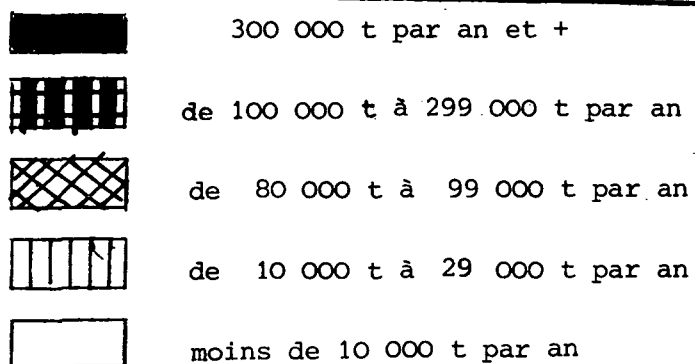 300 000 t par an et +
de 100 000 t à 299 000 t par an
de 80 000 t à 99 000 t par an
de 10 000 t à 29 000 t par an
moins de 10 000 t par an